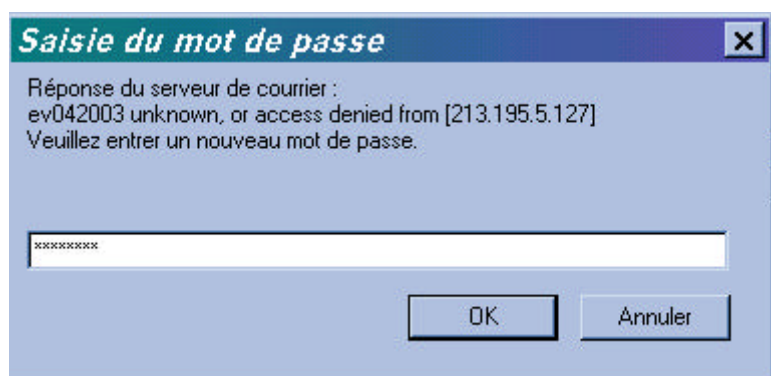 Saisie du mot de passe
Réponse du serveur de courrier :
ev042003 unknown, or access denied from [213.195.5.127]
Veuillez entrer un nouveau mot de passe.
********
OK
Annuler